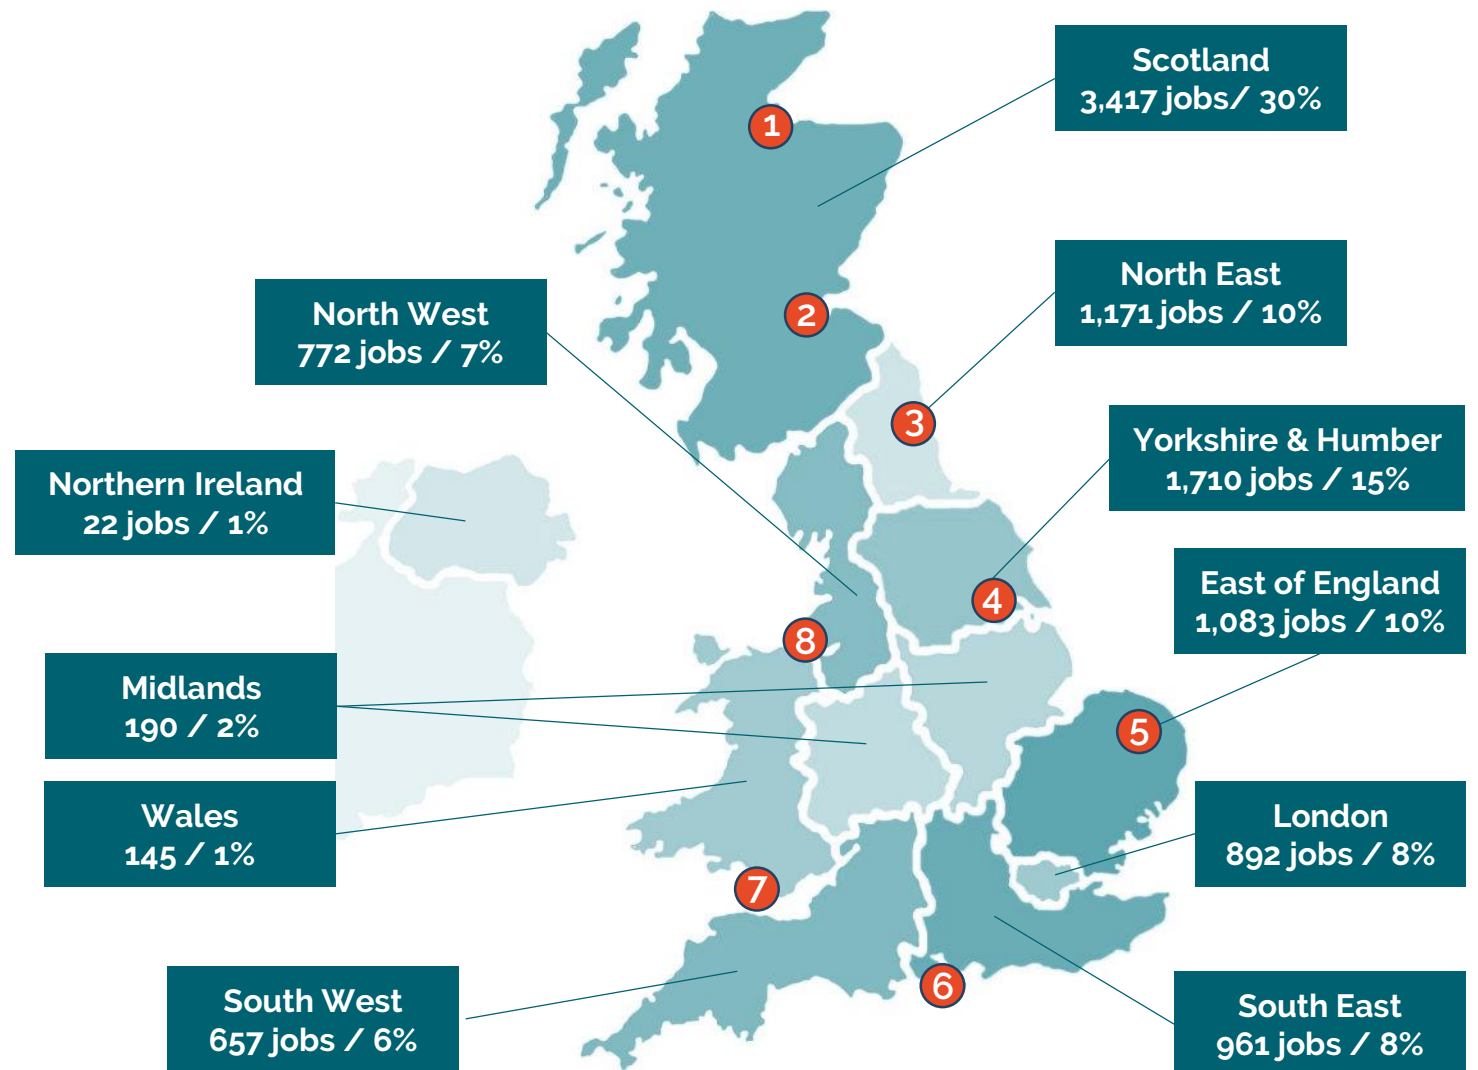 Scotland
3,417 jobs/ 30%
1
North East
1,171 jobs / 10%
North West
772 jobs / 7%
2
3
Yorkshire & Humber
1,710 jobs / 15%
Northern Ireland
22 jobs / 1%
East of England
1,083 jobs / 10%
4
8
Midlands
190 / 2%
5
Wales
145 / 1%
London
892 jobs / 8%
7
South West
657 jobs / 6%
6
South East
961 jobs / 8%